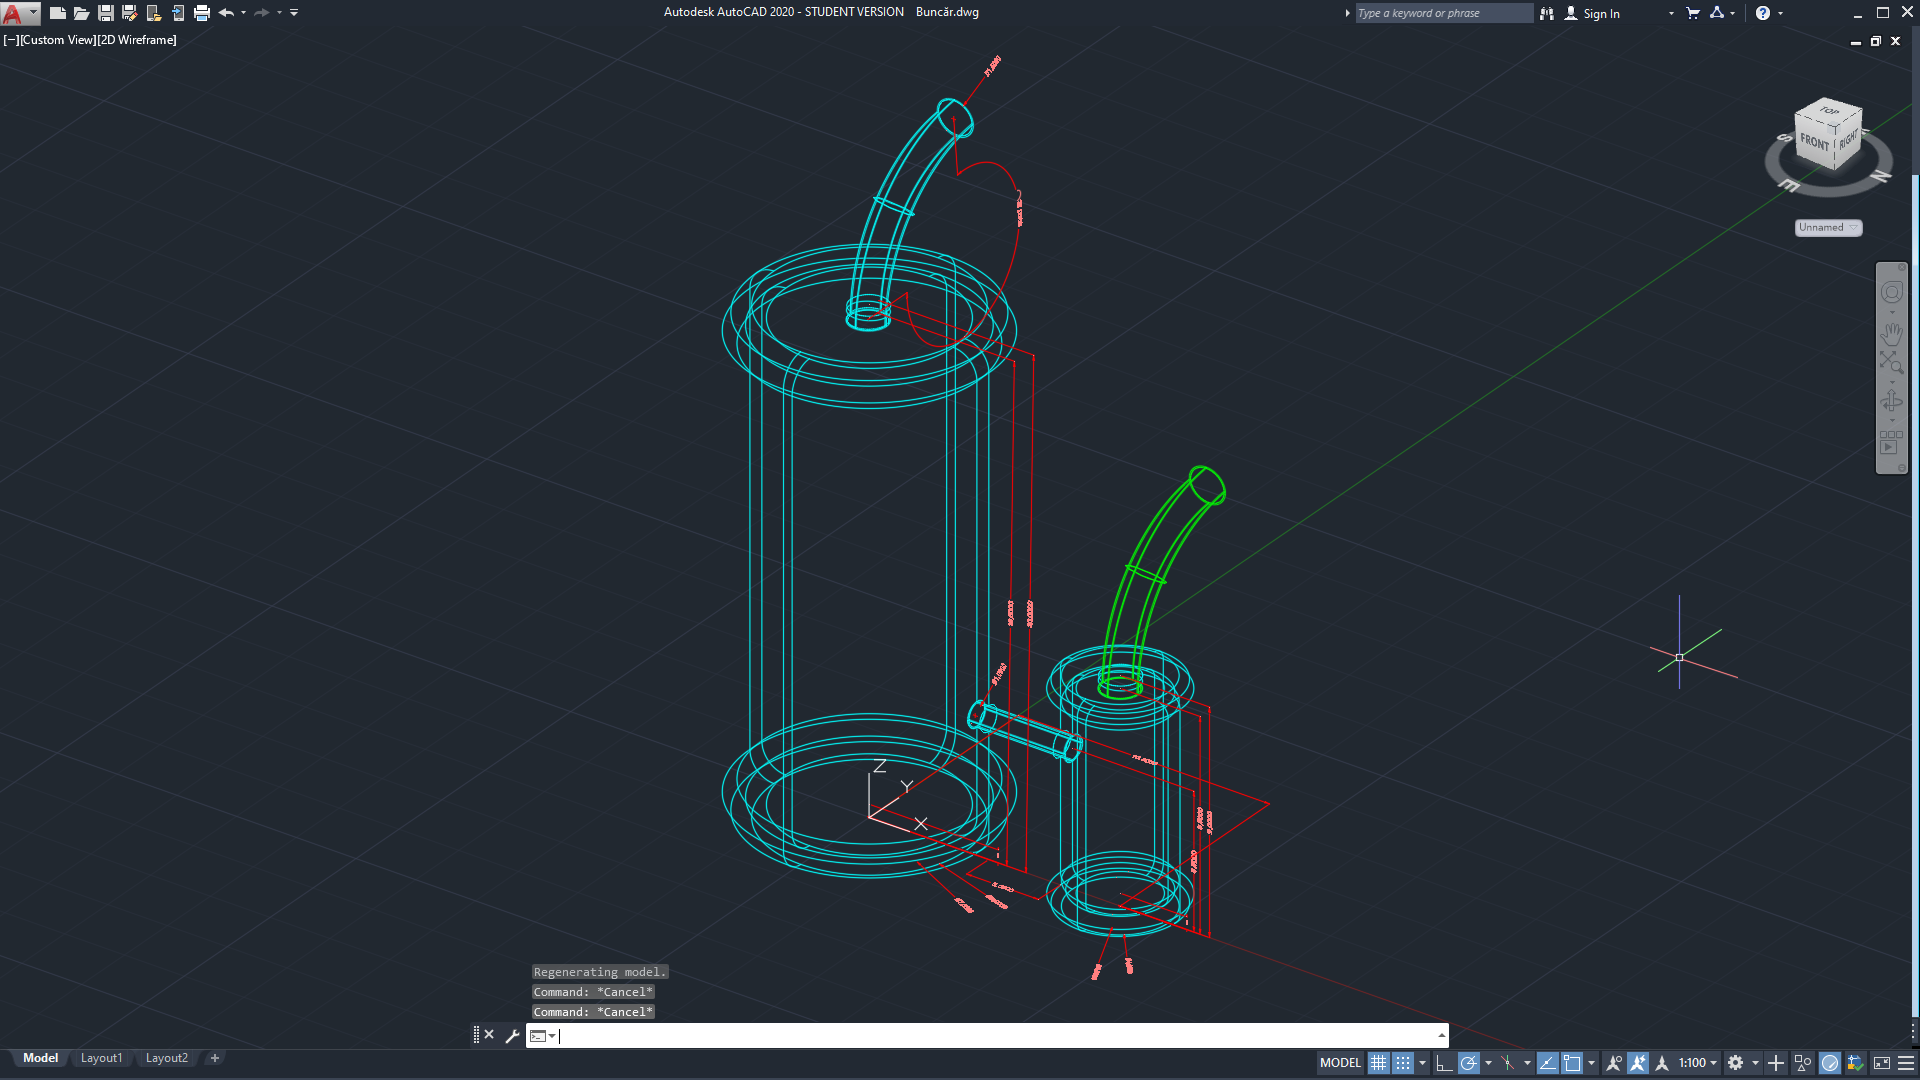 Autodesk AutoCAD 2020 - STUDENT VERSION Buncăr.dwg
Type a keyword or phrase
Sign In
[−][Custom View][2D Wireframe]
TOP
FRONT
RIGHT
S
E
N
Unnamed
Z
Y
X
Regenerating model.
Command: *Cancel*
Command: *Cancel*
Model Layout1 Layout2 +
MODEL
1:100